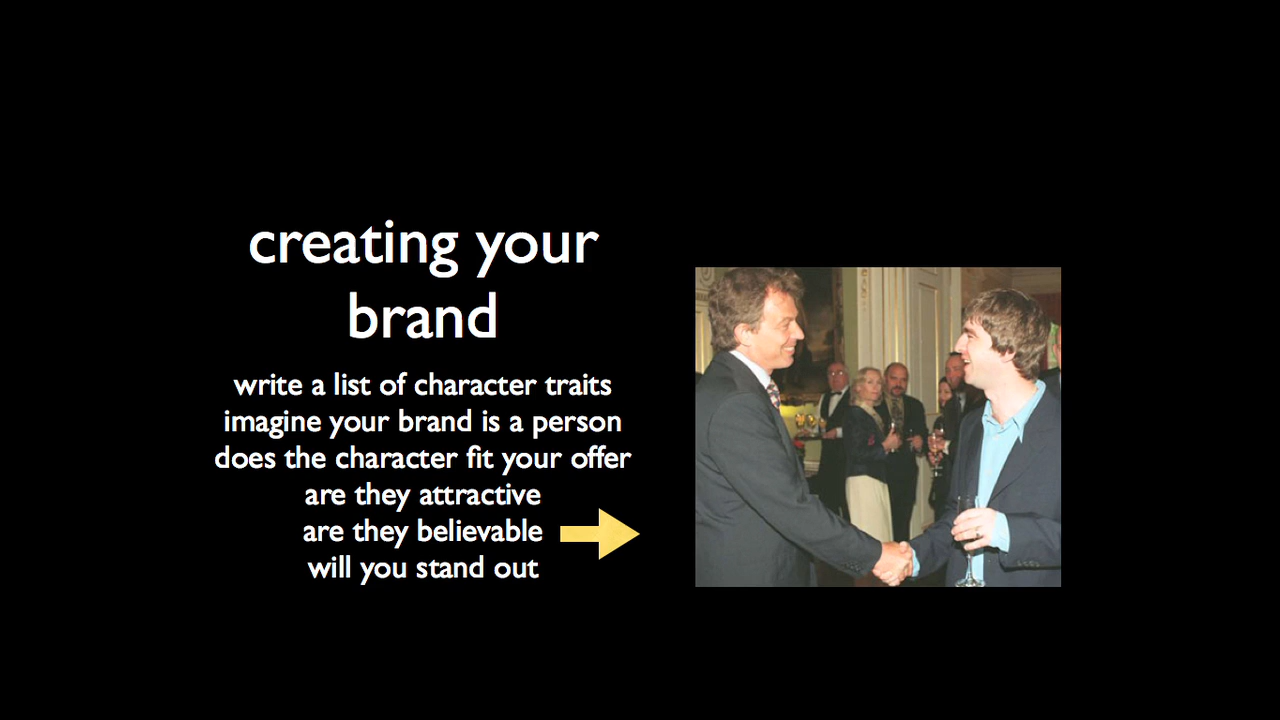 creating your
brand
write a list of character traits
imagine your brand is a person
does the character fit your offer
are they attractive
are they believable
will you stand out